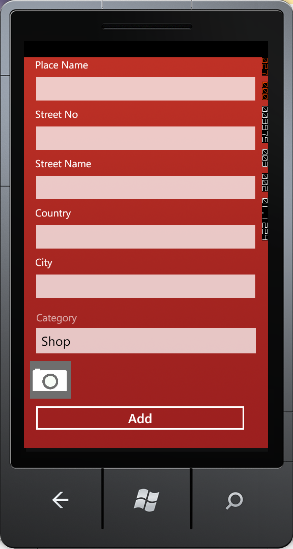 Place Name
Street No
Street Name
Country
City
Category
Shop
Add